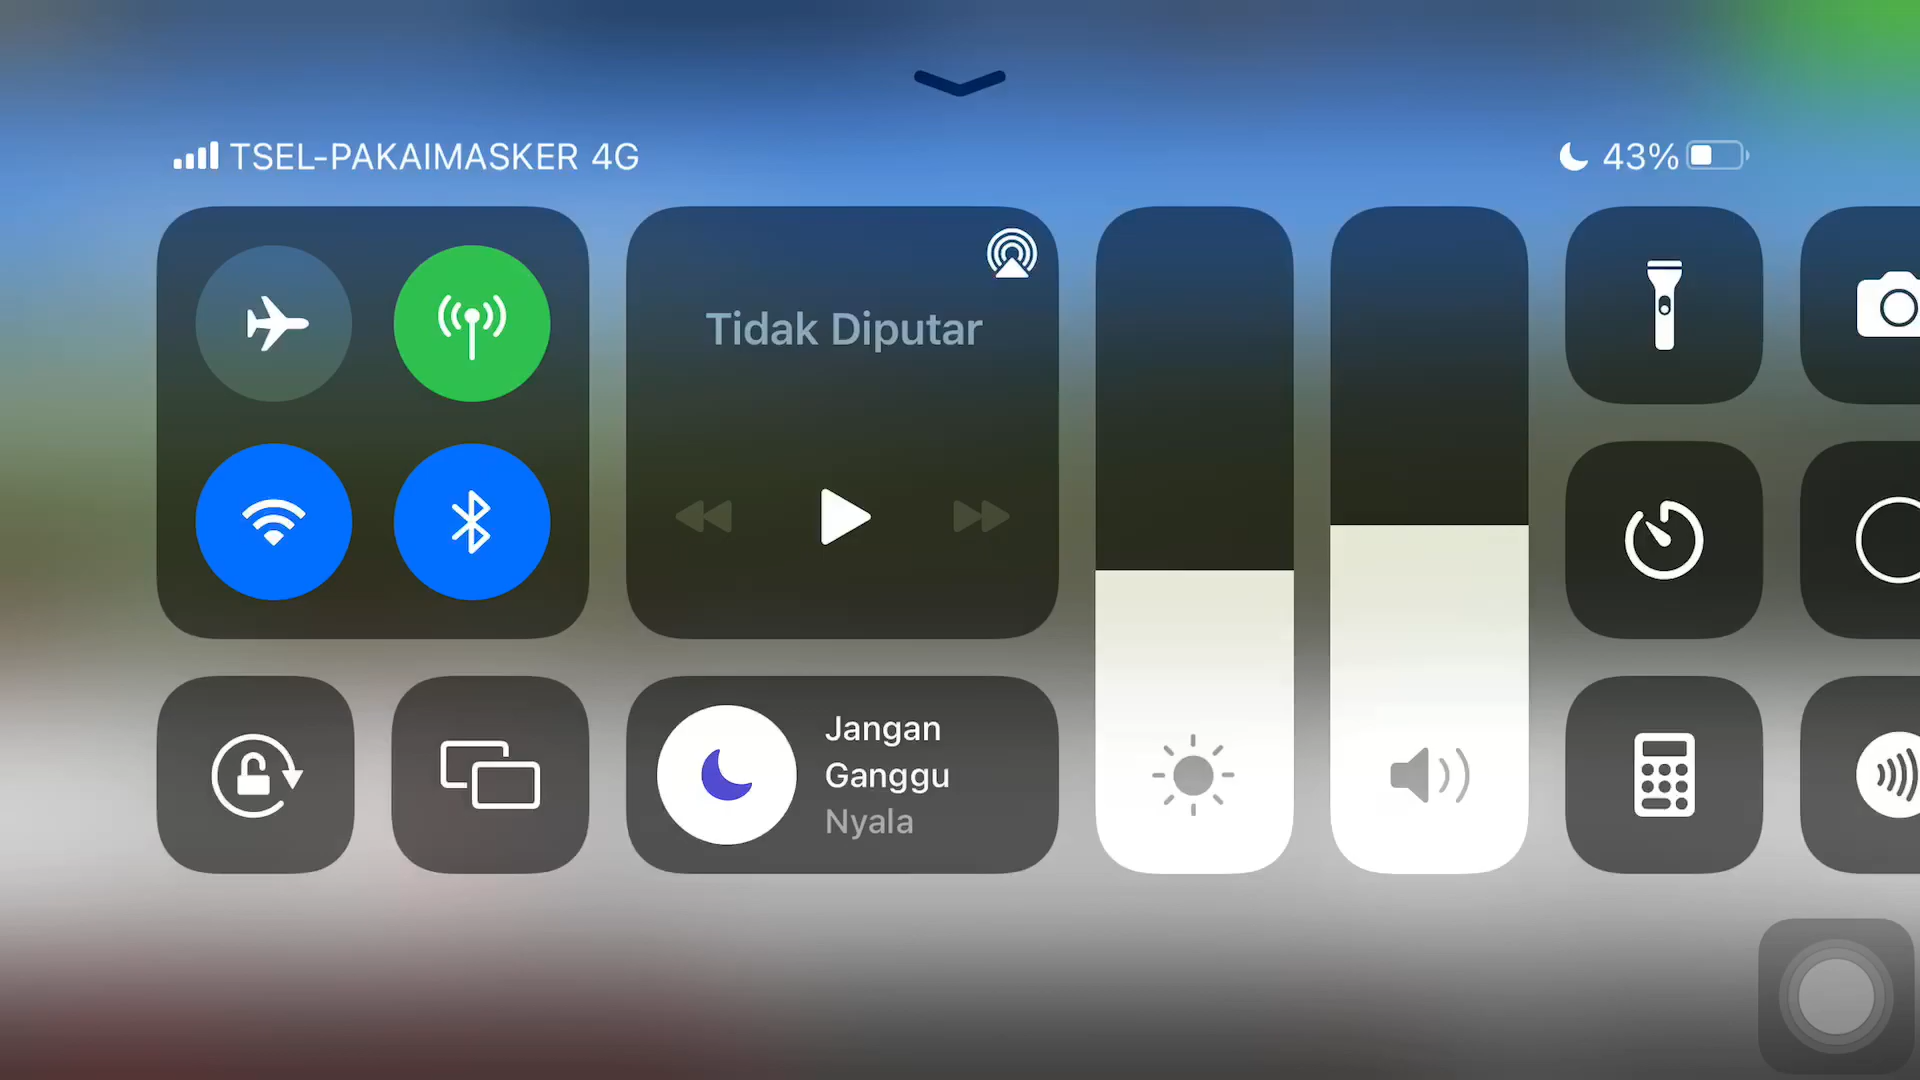 TSEL-PAKAIMASKER 4G
43%
Tidak Diputar
Jangan
Ganggu
Nyala